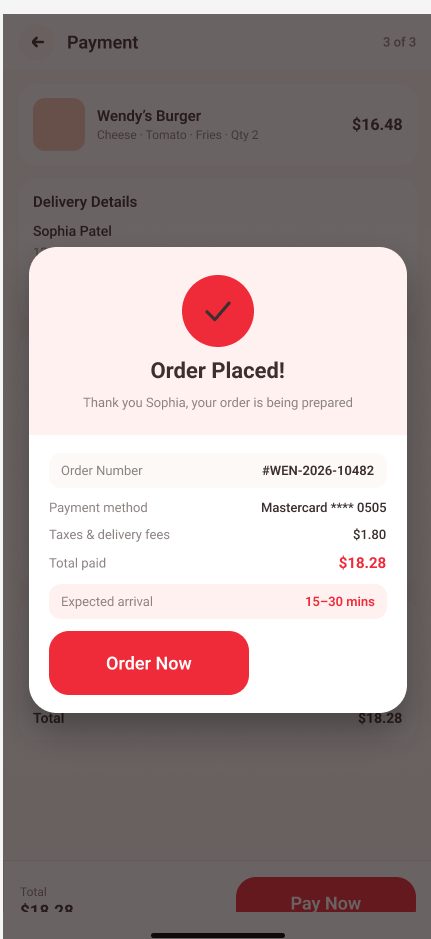 Payment
3 of 3
Wendy's Burger
$16.48
Cheese · Tomato · Fries · Qty 2
Delivery Details
Sophia Patel
Order Placed!
Thank you Sophia, your order is being prepared
Order Number #WEN-2026-10482
Payment method Mastercard **** 0505
Taxes & delivery fees $1.80
Total paid $18.28
Expected arrival 15–30 mins
Order Now
Total $18.28
Total
$18.28
Pay Now